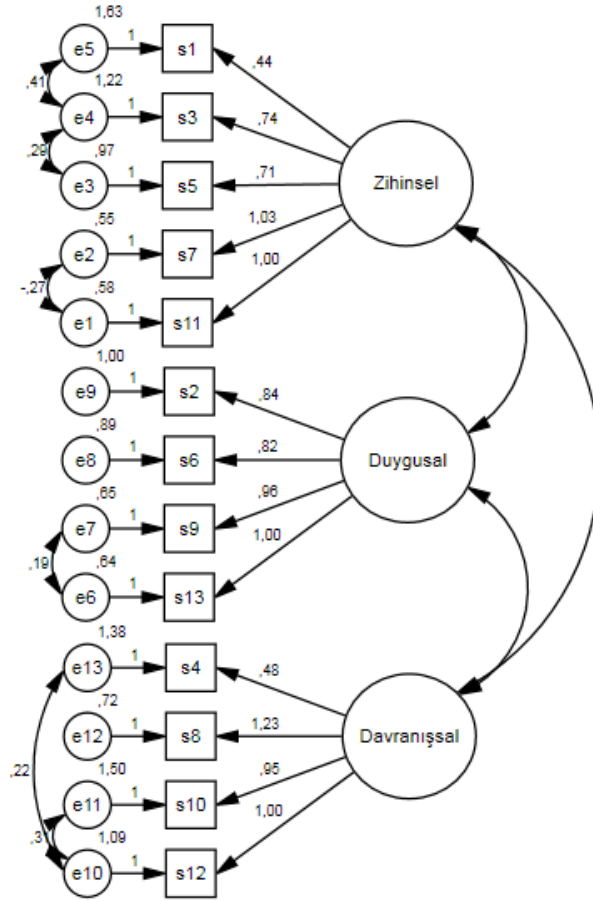 1,63
e5 1 s1
,44
,41
1,22
e4 1 s3
,74
,29
,97
e3 1 s5
,71
Zihinsel
,55
e2 1 s7
1,03
-,27
,58
e1 1 s11
1,00
1,00
e9 1 s2
,84
,89
e8 1 s6
,82
Duygusal
,65
e7 1 s9
,96
,19
,64
e6 1 s13
1,00
1,38
e13 1 s4
,48
,72
e12 1 s8
1,23
Davranışsal
,22
1,50
e11 1 s10
,95
1,09
e10 1 s12
1,00